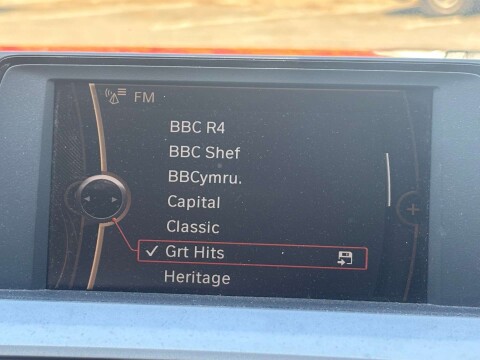 FM
BBC R4
BBC Shef
BBCymru.
Capital
Classic
Grt Hits
Heritage